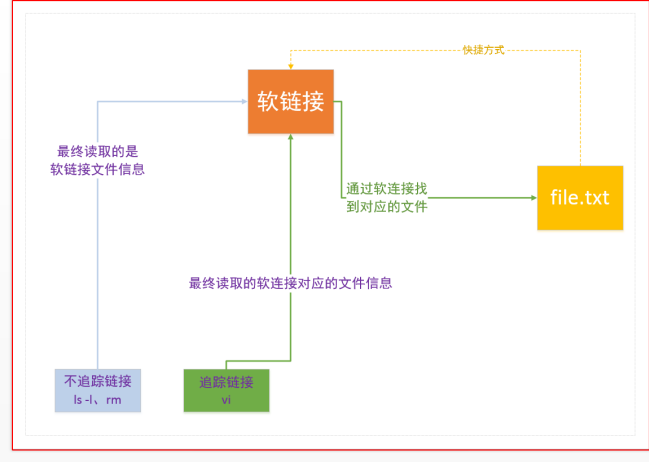 快捷方式
软链接
最终读取的是
软链接文件信息
通过软连接找
到对应的文件
file.txt
最终读取的软连接对应的文件信息
不追踪链接
ls -l、rm
追踪链接
vi